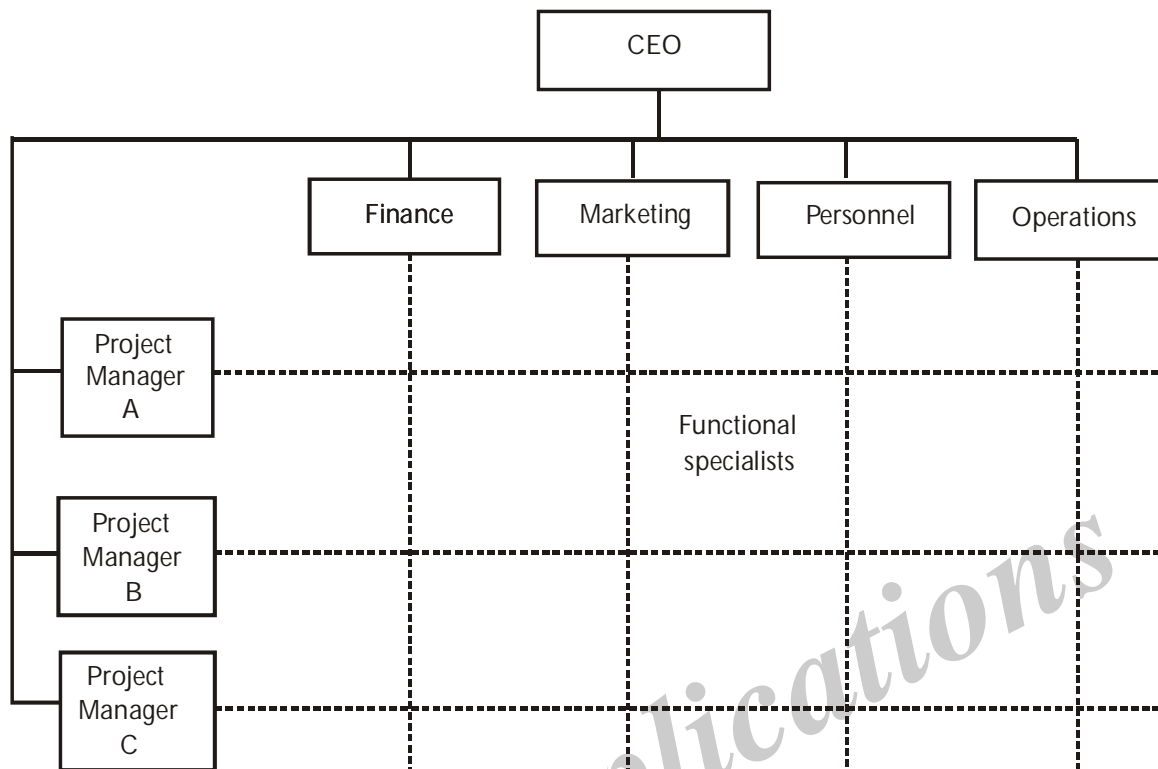 CEO
Finance
Marketing
Personnel
Operations
Project
Manager
A
Functional
specialists
Project
Manager
B
Project
Manager
C